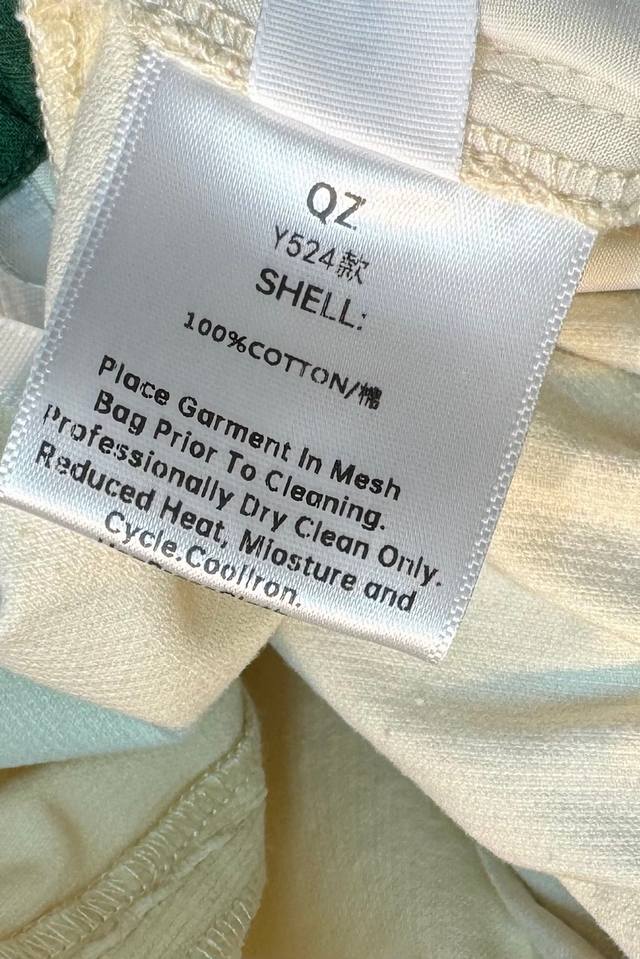 QZ
Y524款
SHELL:
100%COTTON/棉
Place Garment In Mesh
Bag Prior To Cleaning.
Professionally Dry Clean Only.
Reduced Heat, Miosture and
Cycle.CoolIron.